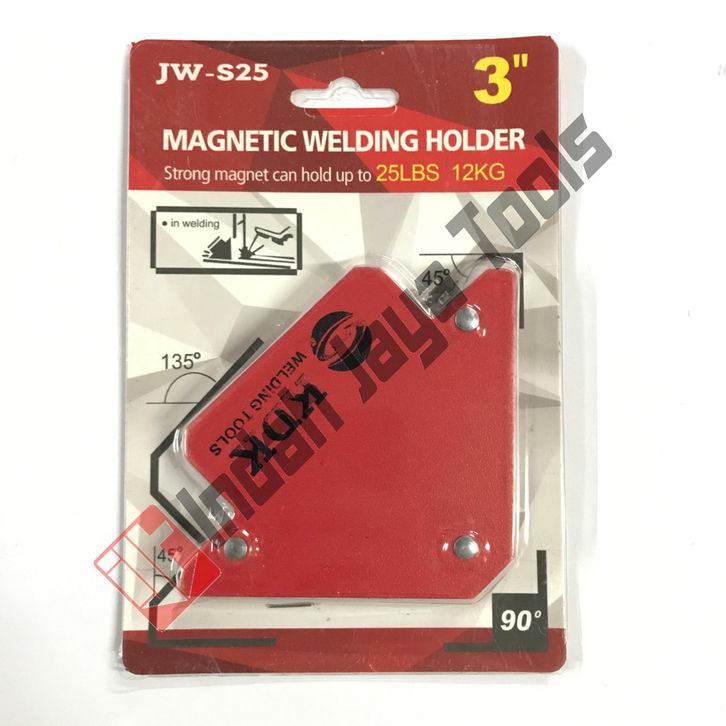 JW-S25
3"
MAGNETIC WELDING HOLDER
Strong magnet can hold up to 25LBS 12KG
• in welding
45°
135°
KDK
WELDING TOOLS
Indah Jaya Tools
45°
90°